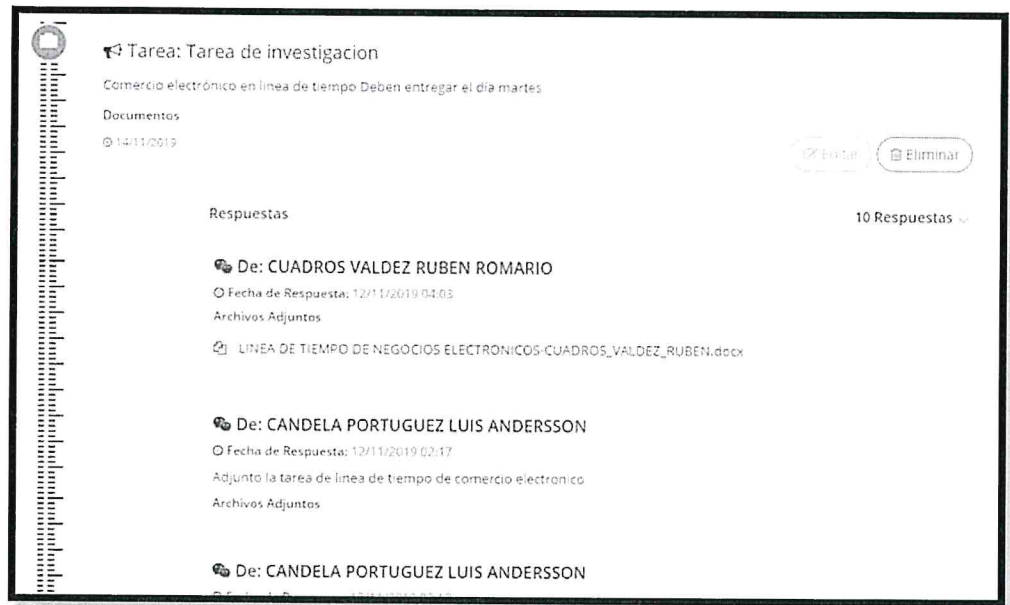 Tarea: Tarea de investigacion
Comercio electrónico en linea de tiempo Deben entregar el día martes
Documentos
14/11/2019
Editar Eliminar
Respuestas
10 Respuestas
De: CUADROS VALDEZ RUBEN ROMARIO
Fecha de Respuesta: 12/11/2019 04:03
Archivos Adjuntos
LINEA DE TIEMPO DE NEGOCIOS ELECTRONICOS-CUADROS_VALDEZ_RUBEN.docx
De: CANDELA PORTUGUEZ LUIS ANDERSSON
Fecha de Respuesta: 12/11/2019 02:17
Adjunto la tarea de linea de tiempo de comercio electronico
Archivos Adjuntos
De: CANDELA PORTUGUEZ LUIS ANDERSSON